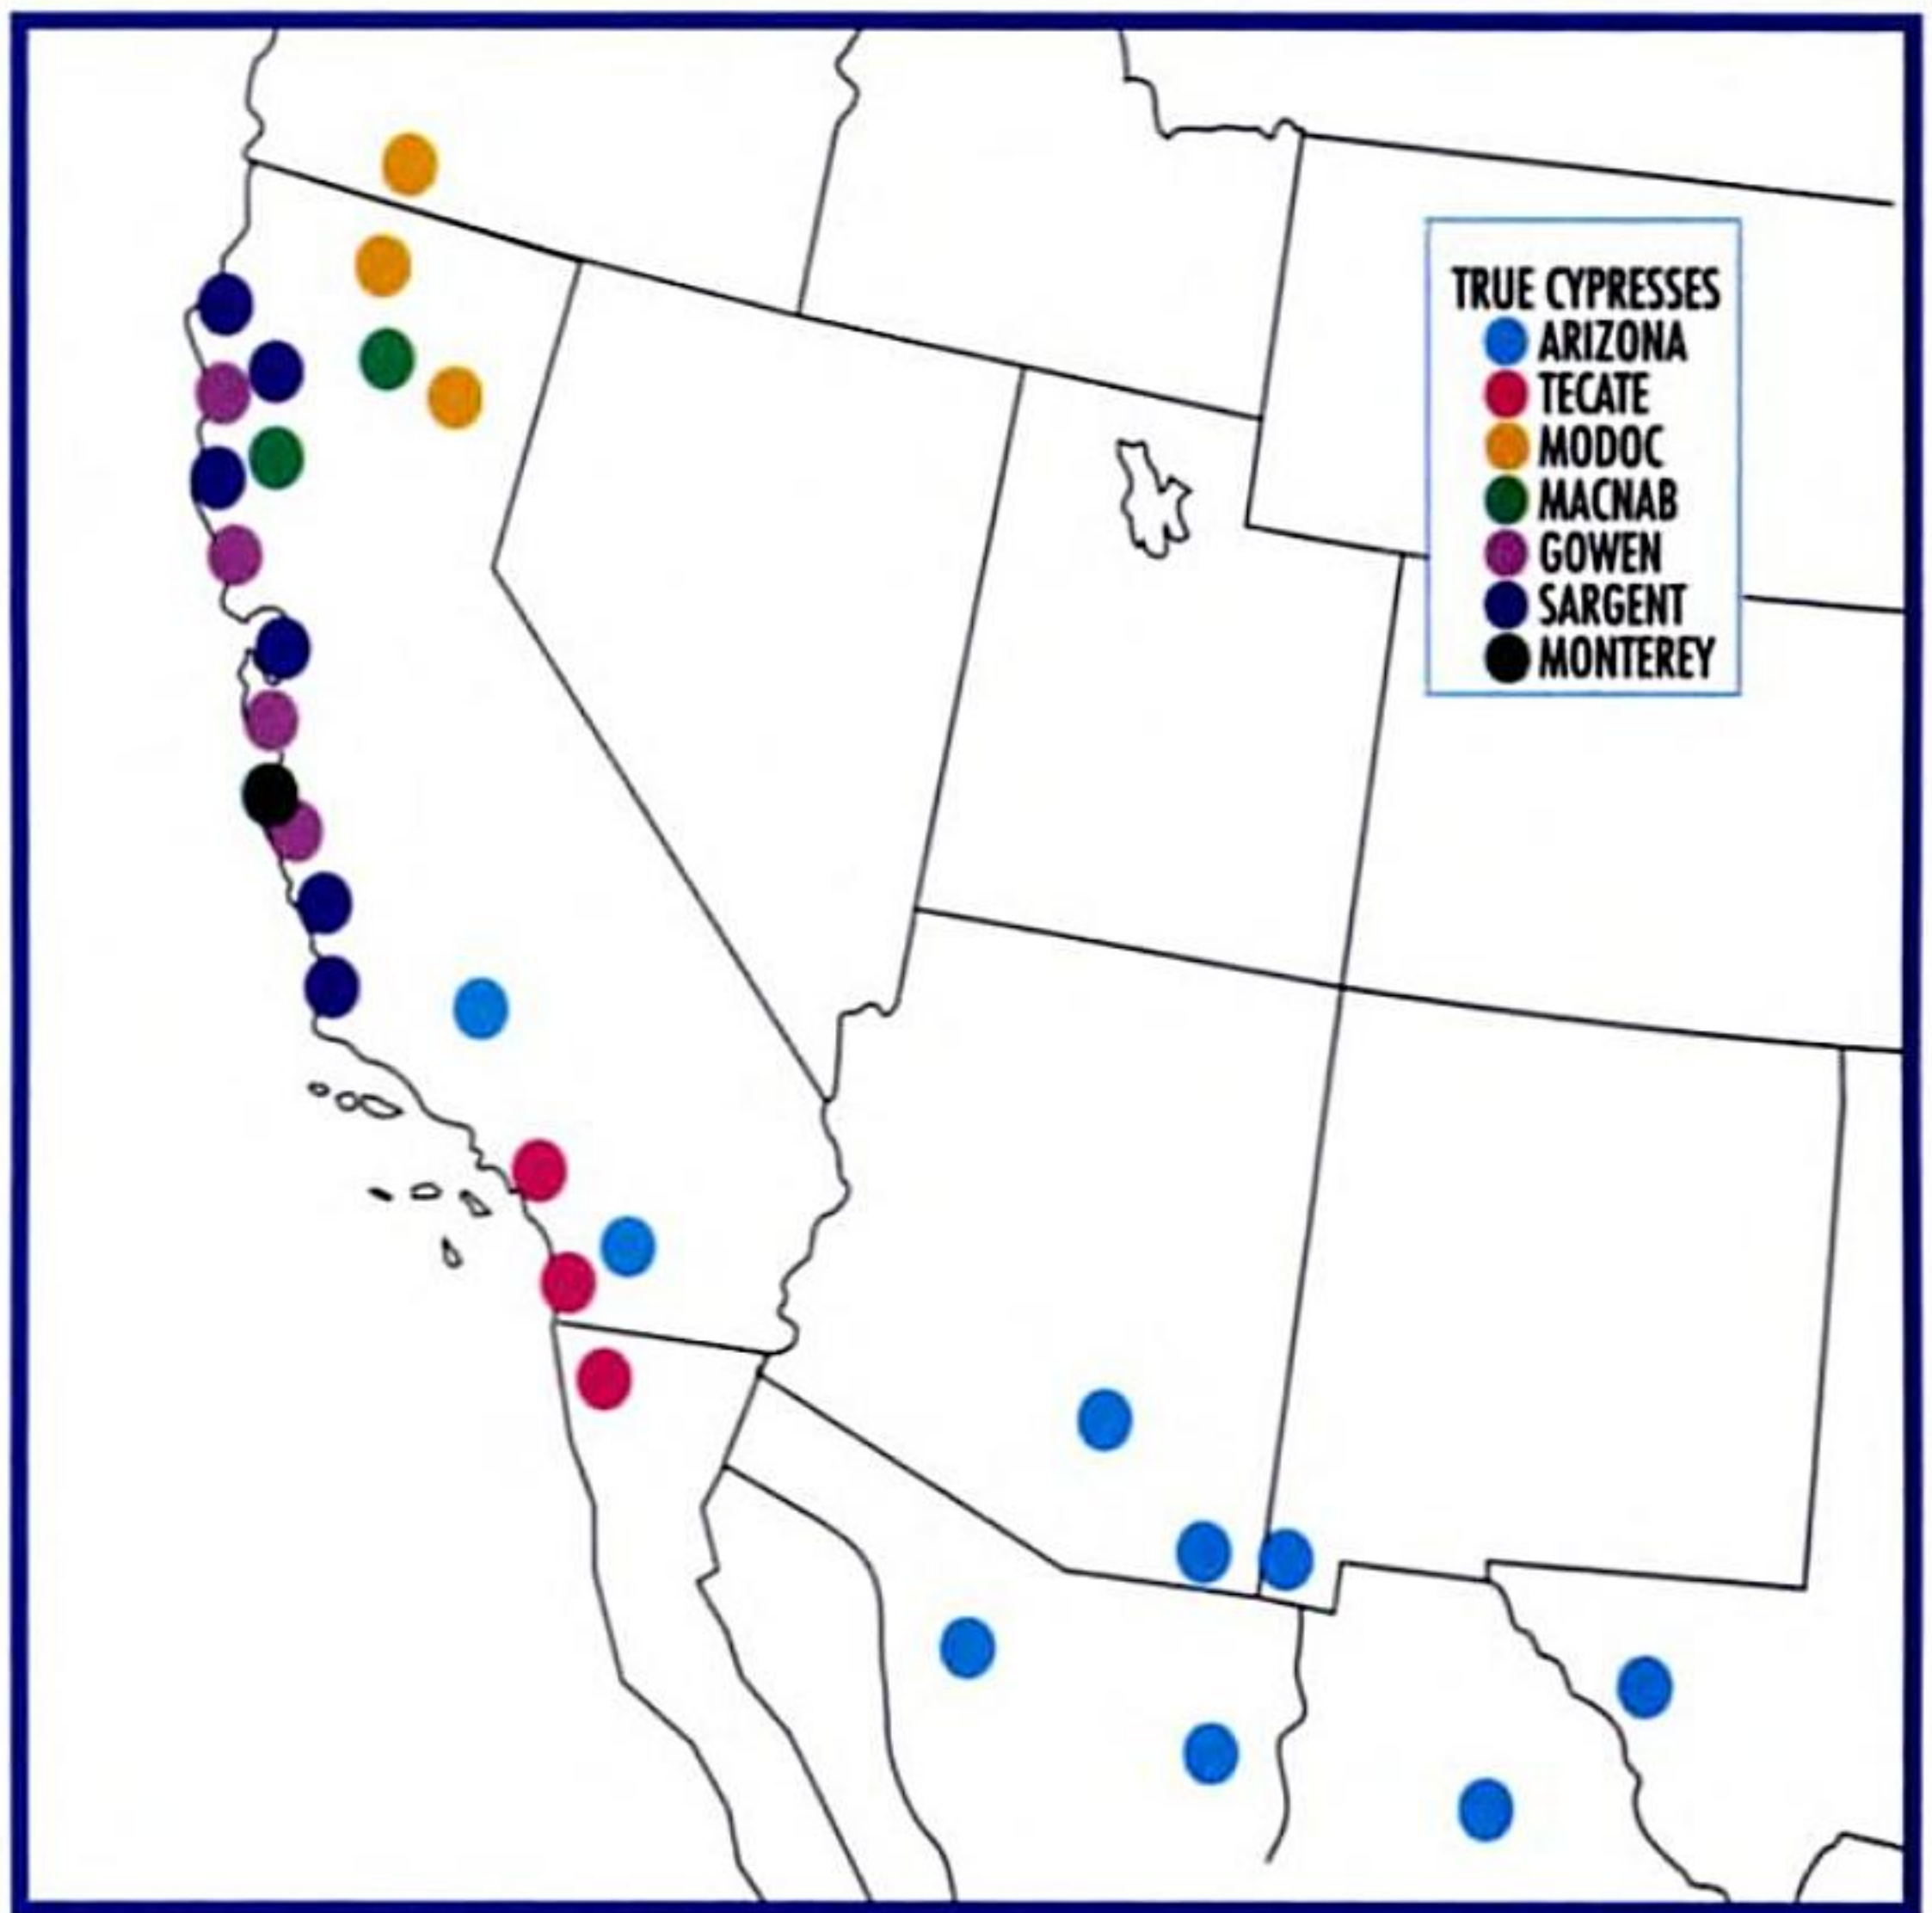 TRUE CYPRESSES
ARIZONA
TECATE
MODOC
MACNAB
GOWEN
SARGENT
MONTEREY